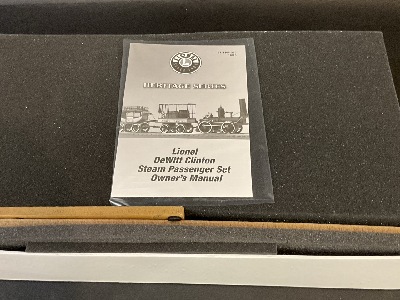 LIONEL
HERITAGE SERIES
Lionel
DeWitt Clinton
Steam Passenger Set
Owner's Manual